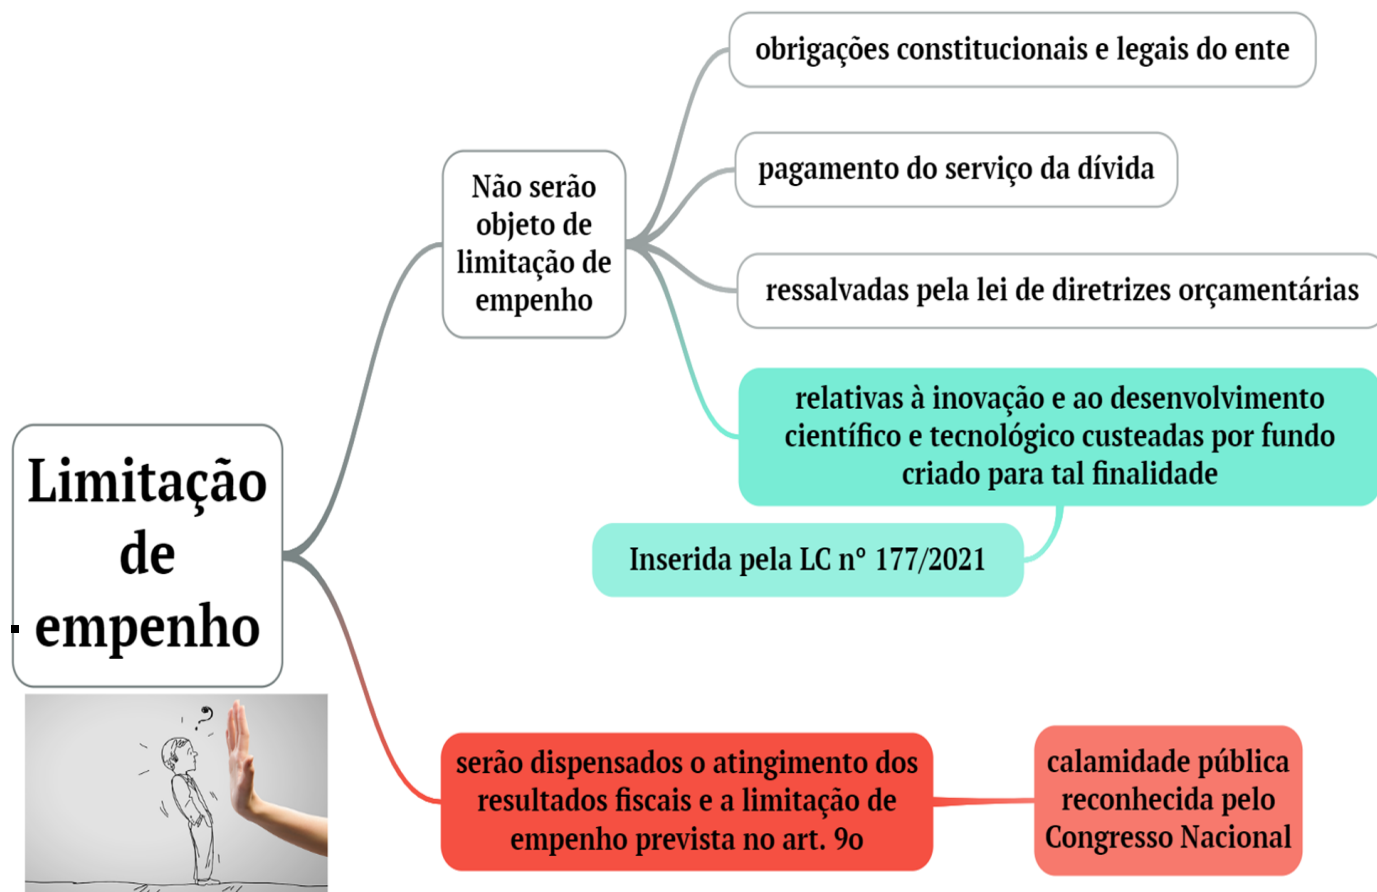 obrigações constitucionais e legais do ente
pagamento do serviço da dívida
Não serão
objeto de
limitação de
empenho
ressalvadas pela lei de diretrizes orçamentárias
relativas à inovação e ao desenvolvimento
científico e tecnológico custeadas por fundo
criado para tal finalidade
Inserida pela LC n° 177/2021
Limitação
de
empenho
?
serão dispensados o atingimento dos
resultados fiscais e a limitação de
empenho prevista no art. 9o
calamidade pública
reconhecida pelo
Congresso Nacional